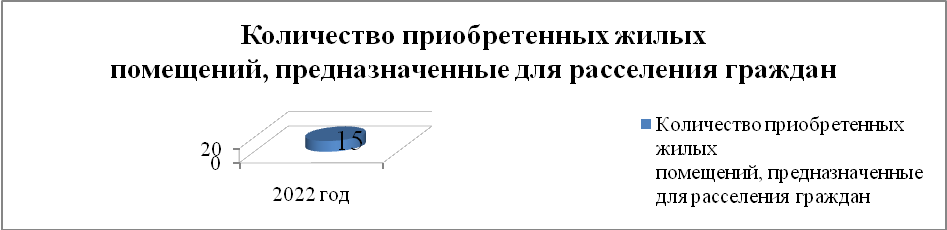 Количество приобретенных жилых
помещений, предназначенные для расселения граждан
15
20
0
2022 год
Количество приобретенных
жилых
помещений, предназначенные
для расселения граждан